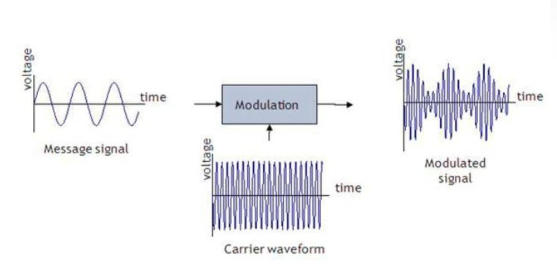 voltage
time
Message signal
Modulation
voltage
time
Carrier waveform
voltage
time
Modulated
signal